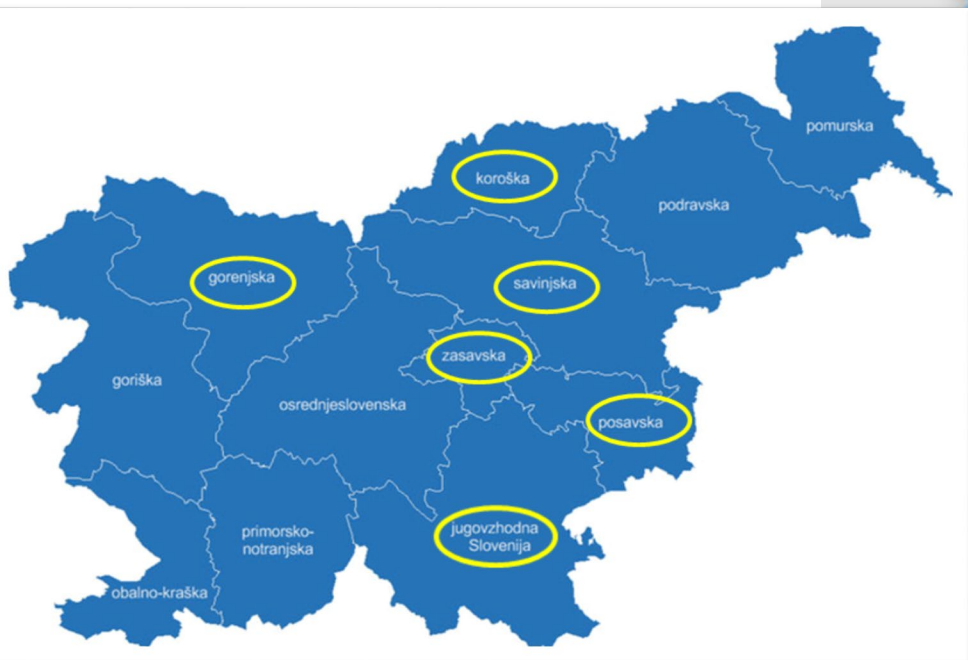 pomurska
koroška
podravska
gorenjska
savinjska
zasavska
goriška
osrednjeslovenska
posavska
jugovzhodna
Slovenija
primorsko-
notranjska
obalno-kraška